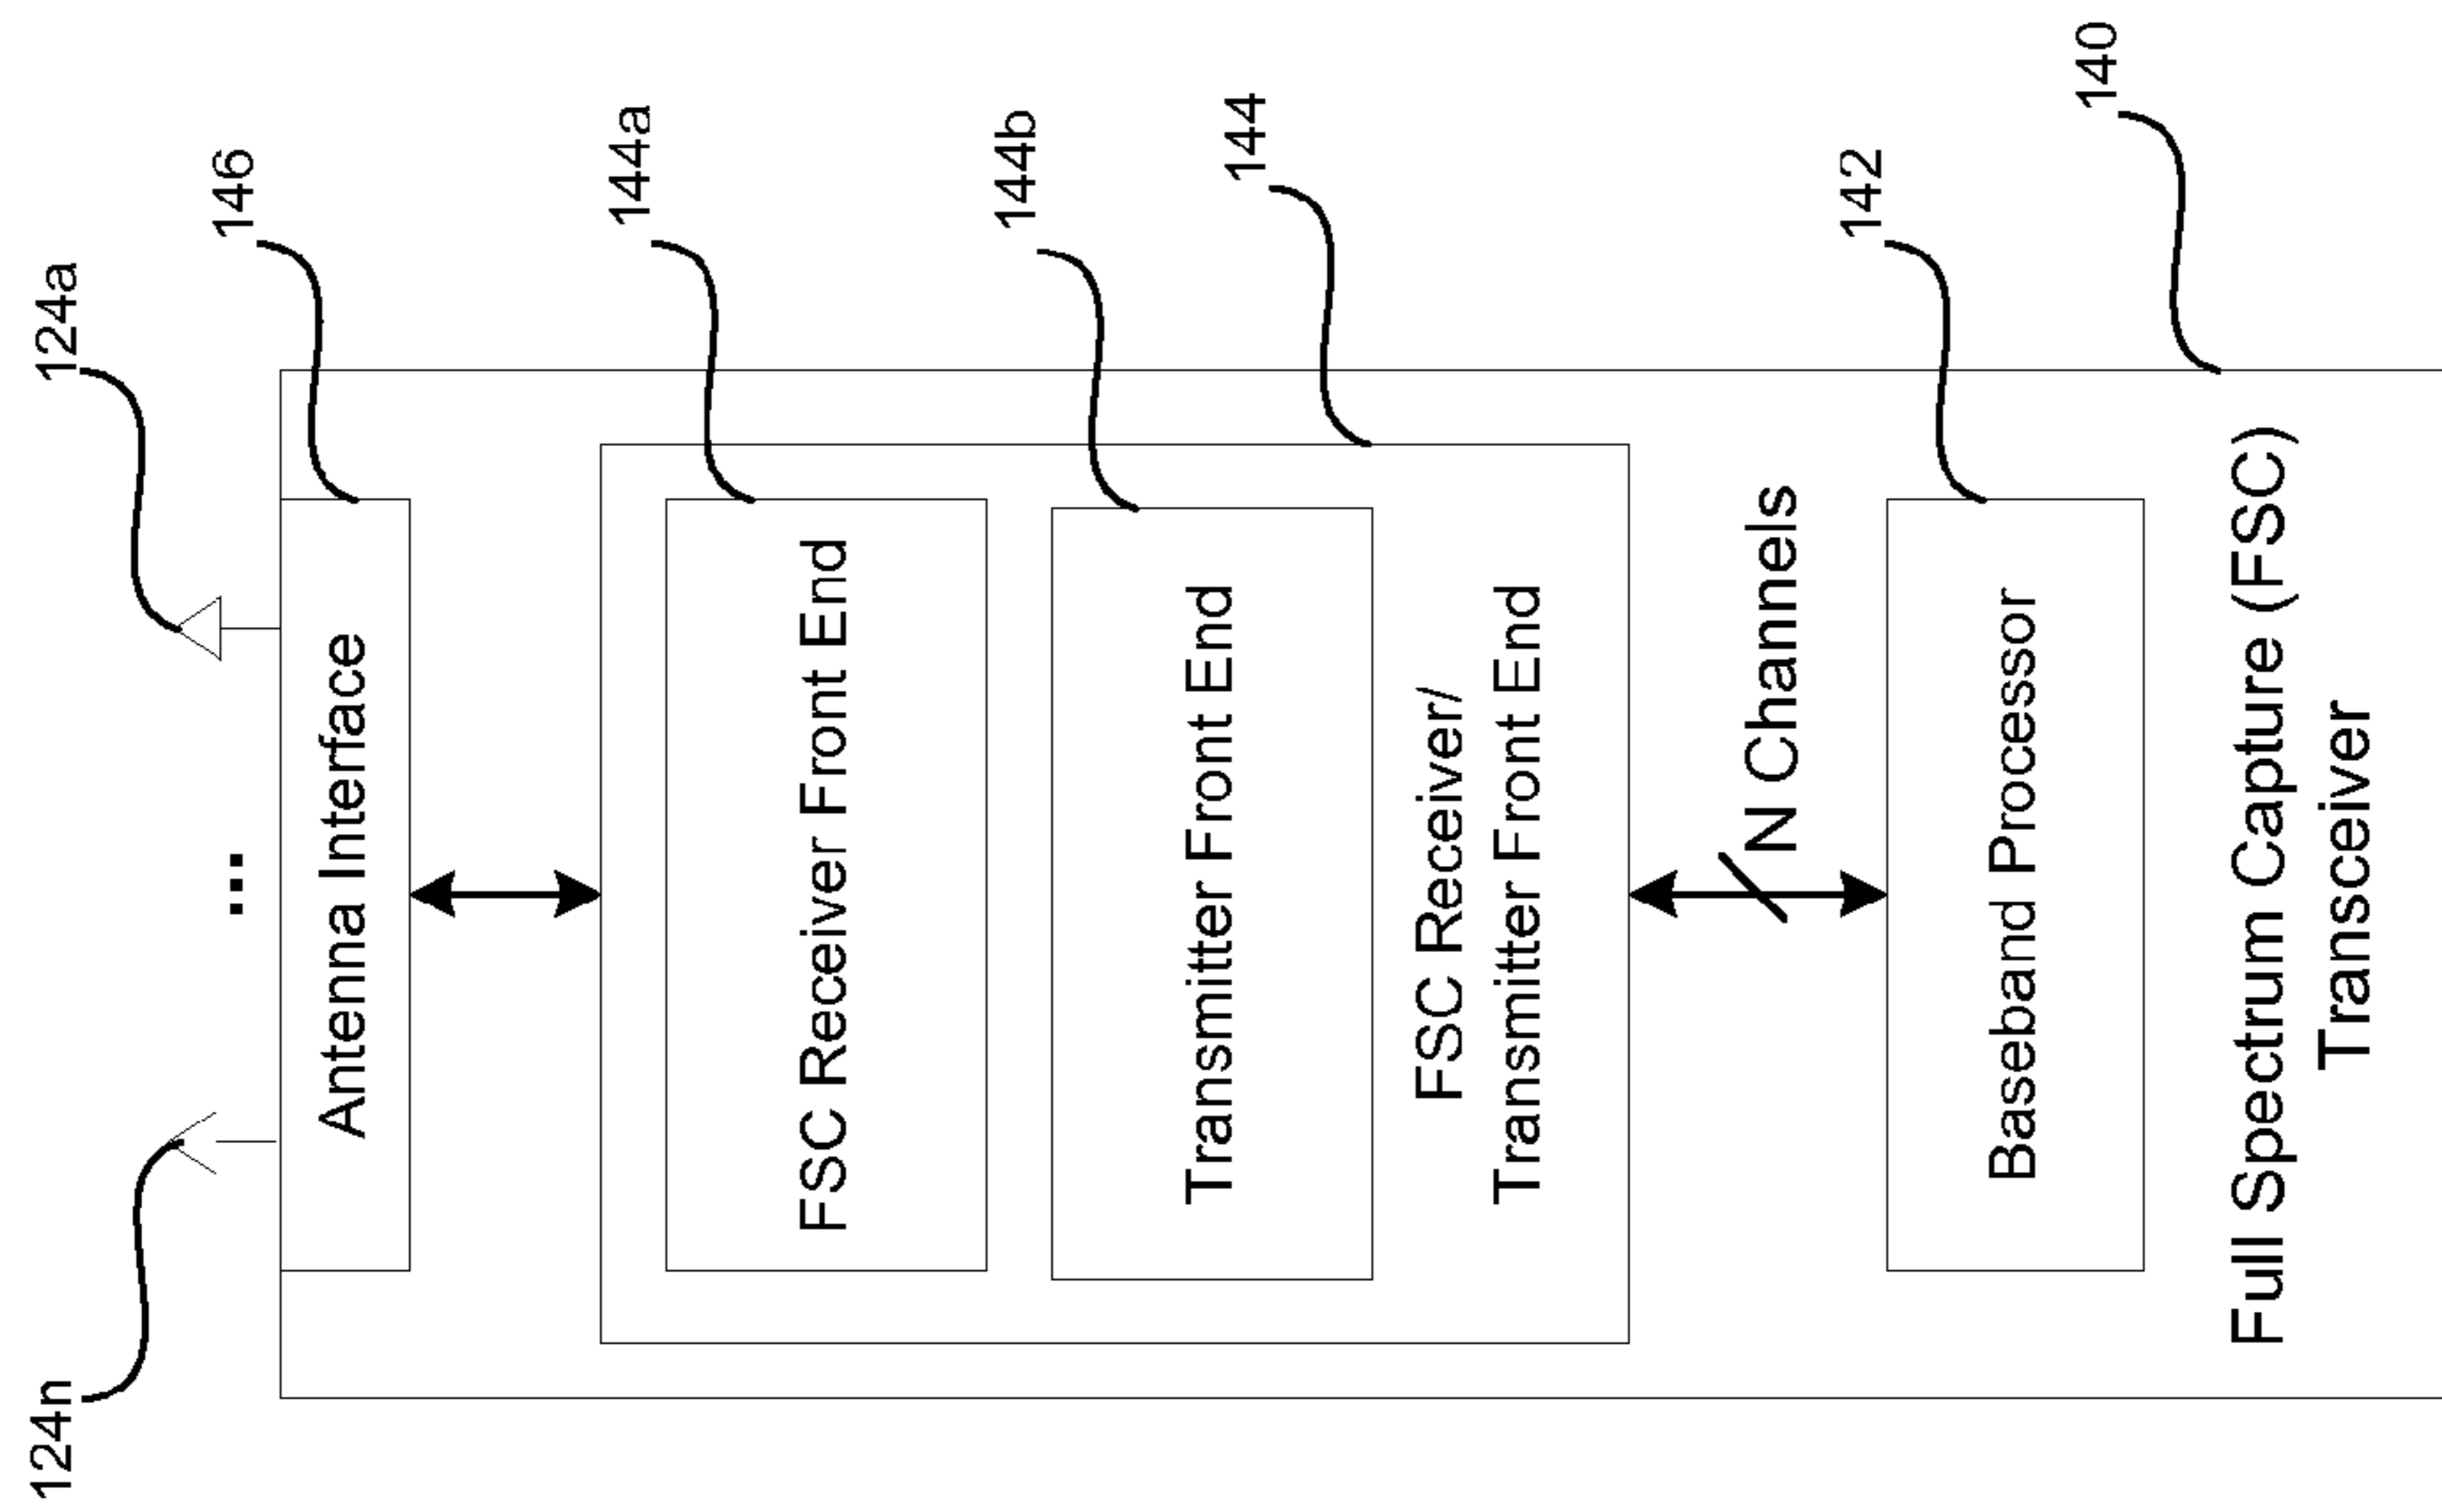 124n
124a
...
146
Antenna Interface
144a
FSC Receiver Front End
144b
Transmitter Front End
144
FSC Receiver/
Transmitter Front End
N Channels
142
Baseband Processor
140
Full Spectrum Capture (FSC)
Transceiver